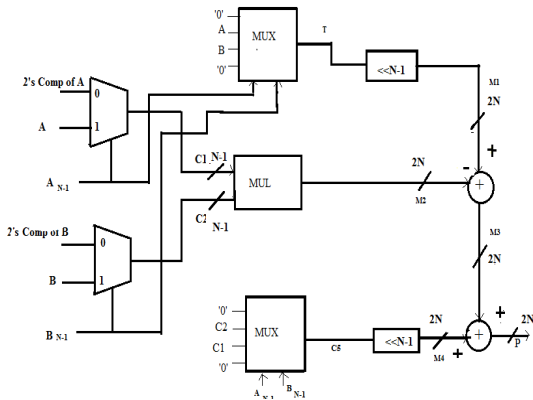 '0'
A
B
'0'
MUX
T
<<N-1
M1
2N
+
2's Comp of A
0
A
1
A N-1
C1 N-1
C2 N-1
MUL
2N
M2
-
+
M3
2N
2's Comp of B
0
B
1
B N-1
'0'
C2
C1
'0'
MUX
A N-1
B N-1
C5
<<N-1
2N
M4
+
+
+
2N
p